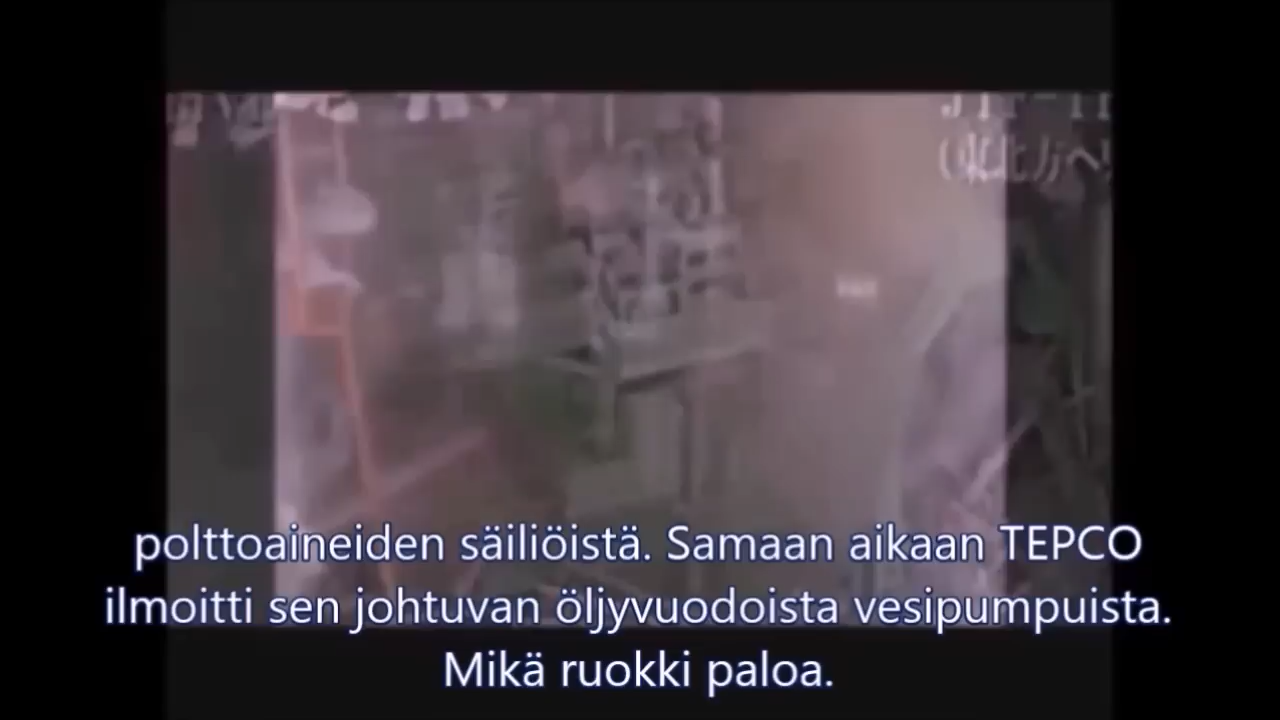 polttoaineiden säiliöistä. Samaan aikaan TEPCO
ilmoitti sen johtuvan öljyvuodoista vesipumpuista.
Mikä ruokki paloa.